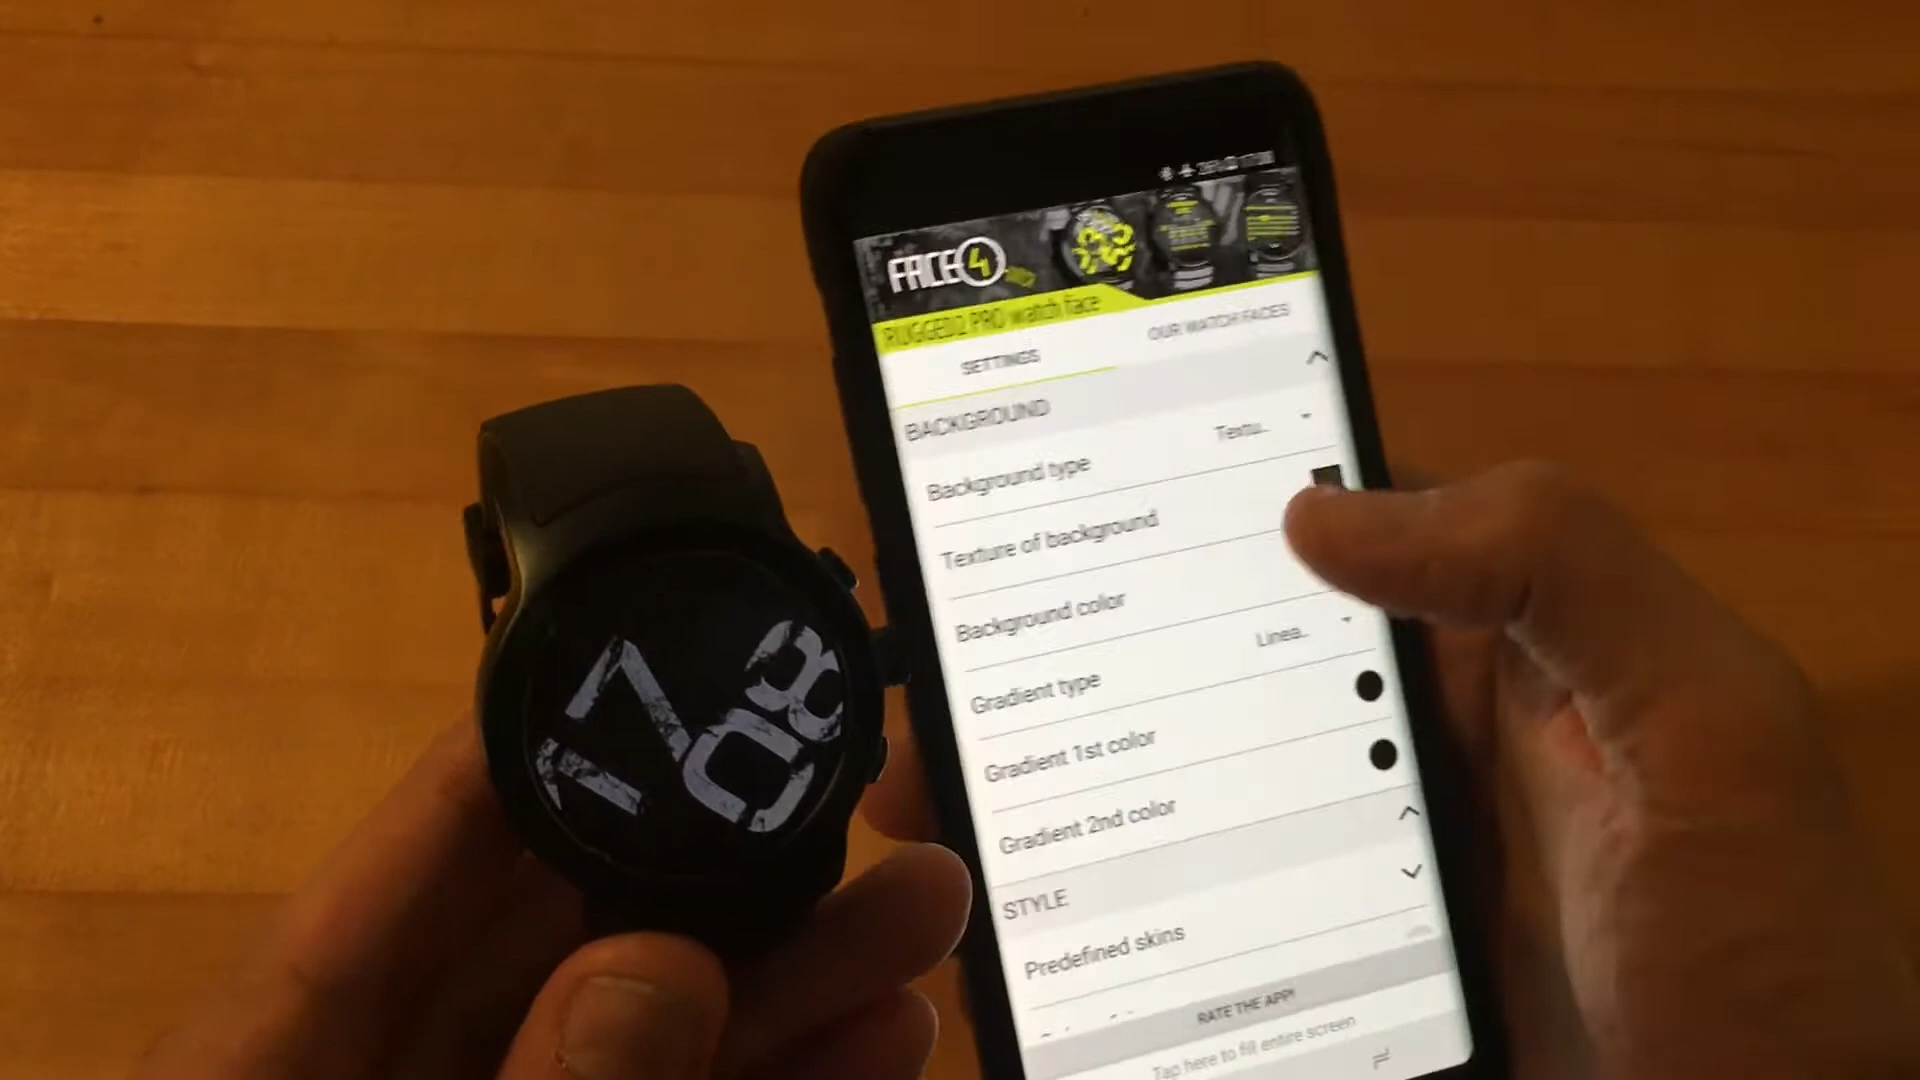 FACE4
RUGGED2 PRO watch face
SETTINGS
OUR WATCH FACES
BACKGROUND
Background type
Textu..
Texture of background
Background color
Gradient type
Linea..
Gradient 1st color
Gradient 2nd color
STYLE
Predefined skins
RATE THE APP!
Tap here to fill entire screen
17
08